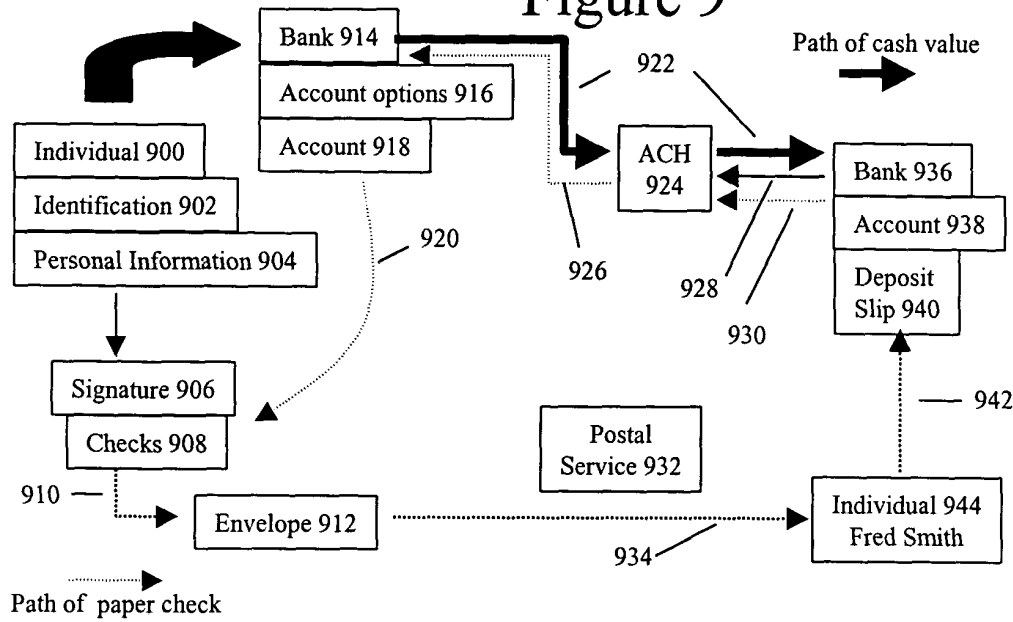 Figure 9
Bank 914
Account options 916
Account 918
922
Path of cash value
Individual 900
Identification 902
Personal Information 904
ACH
924
Bank 936
Account 938
Deposit
Slip 940
920
926
928
930
Signature 906
Checks 908
942
Postal
Service 932
910
Envelope 912
934
Individual 944
Fred Smith
Path of paper check